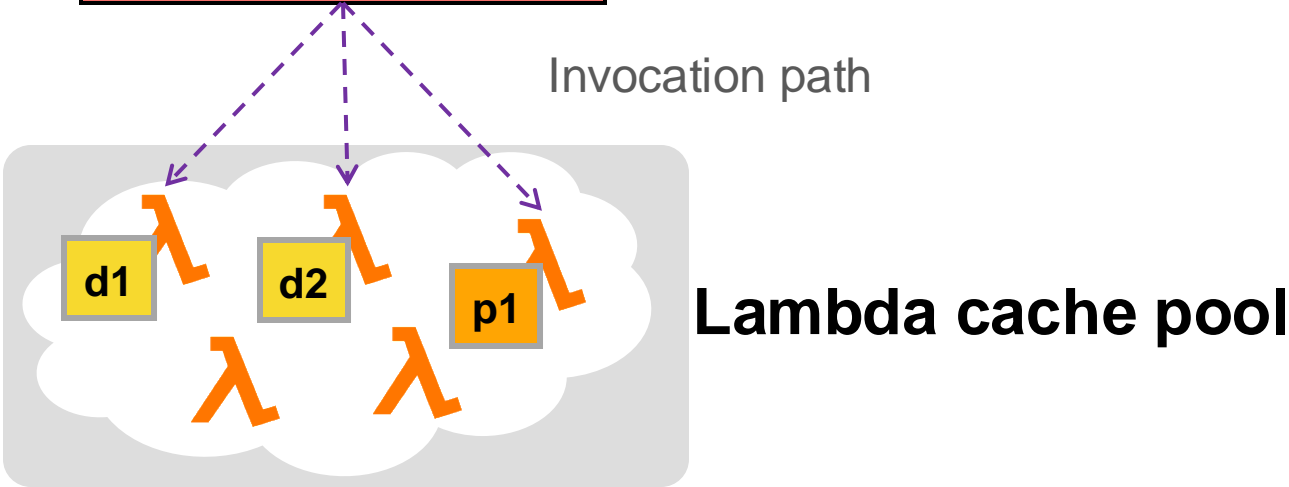 Invocation path
λ λ λ
d1 d2 p1
Lambda cache pool
λ λ